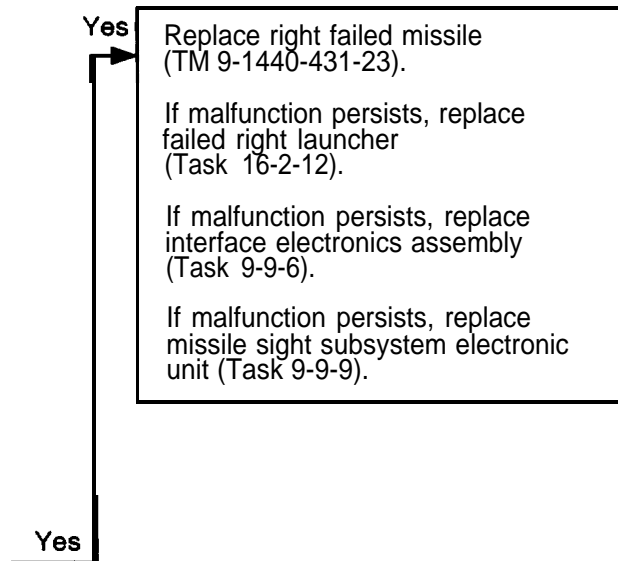 Yes
Replace right failed missile
(TM 9-1440-431-23).
If malfunction persists, replace
failed right launcher
(Task 16-2-12).
If malfunction persists, replace
interface electronics assembly
(Task 9-9-6).
If malfunction persists, replace
missile sight subsystem electronic
unit (Task 9-9-9).
Yes